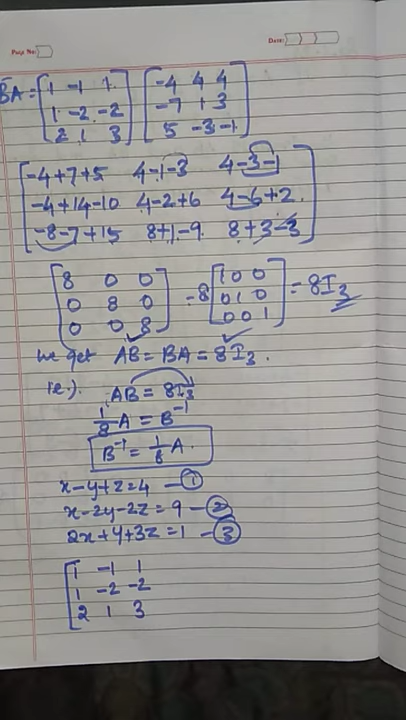 Page No:
Date:
BA = [1 -1 1; 1 -2 -2; 2 1 3] [-4 4 4; -7 1 3; 5 -3 -1]
[-4+7+5 4-1-3 4-3-1
-4+14-10 4-2+6 4-6+2
-8-7+15 8+1-9 8+3-3]
[8 0 0; 0 8 0; 0 0 8] = 8 [1 0 0; 0 1 0; 0 0 1] = 8I₃
we get AB = BA = 8I₃.
ie.). AB = 8I₃
1/8 A = B⁻¹
B⁻¹ = 1/8 A.
x-y+z=4 — ①
x-2y-2z = 9 — ②
2x+y+3z = 1 — ③
[1 -1 1
1 -2 -2
2 1 3